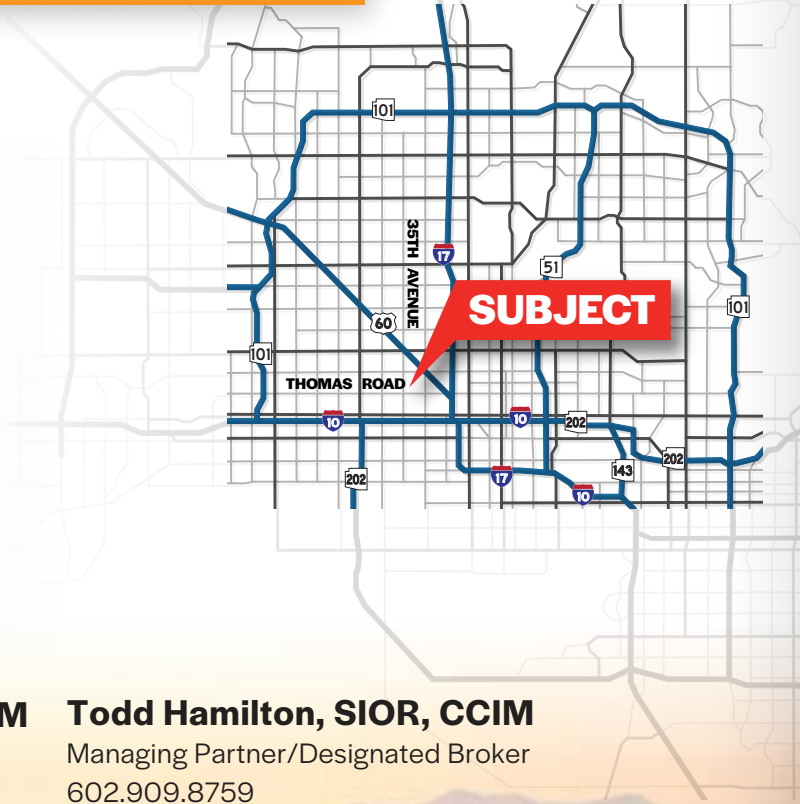 101
35TH AVENUE
17
51
SUBJECT
101
60
101
THOMAS ROAD
10
10
202
202
143
202
17
10
M
Todd Hamilton, SIOR, CCIM
Managing Partner/Designated Broker
602.909.8759